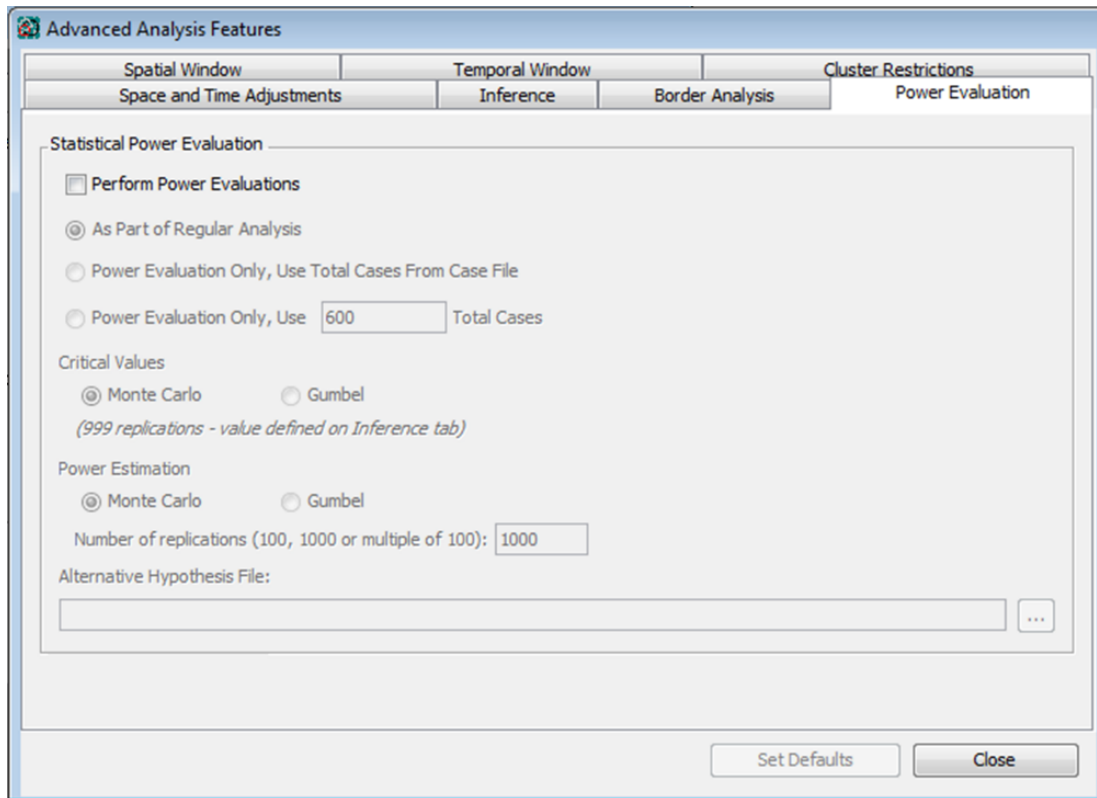 Advanced Analysis Features
Spatial Window Temporal Window Cluster Restrictions
Space and Time Adjustments Inference Border Analysis Power Evaluation
Statistical Power Evaluation
Perform Power Evaluations
As Part of Regular Analysis
Power Evaluation Only, Use Total Cases From Case File
Power Evaluation Only, Use 600 Total Cases
Critical Values
Monte Carlo Gumbel
(999 replications - value defined on Inference tab)
Power Estimation
Monte Carlo Gumbel
Number of replications (100, 1000 or multiple of 100): 1000
Alternative Hypothesis File:
...
Set Defaults Close